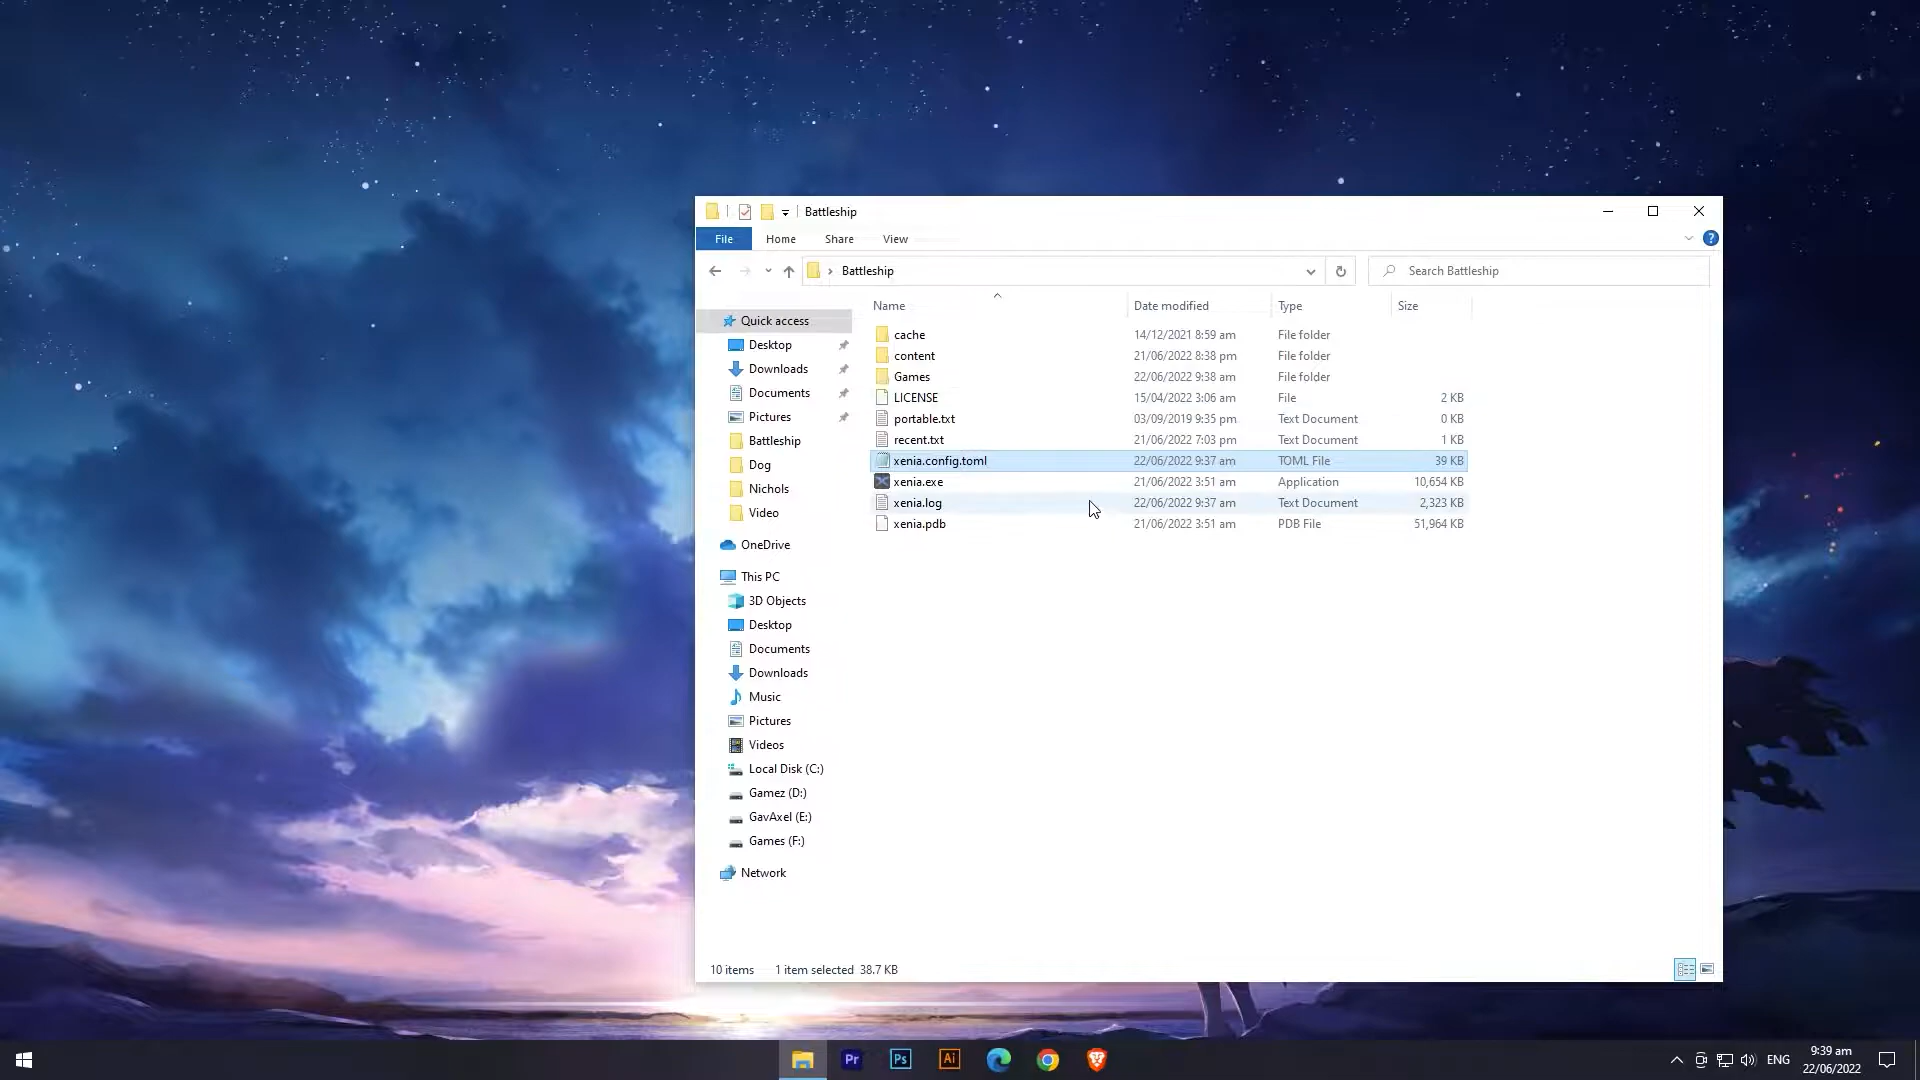 Battleship
File Home Share View
?
Battleship
Search Battleship
Name Date modified Type Size
Quick access
Desktop
Downloads
Documents
Pictures
Battleship
Dog
Nichols
Video
OneDrive
This PC
3D Objects
Desktop
Documents
Downloads
Music
Pictures
Videos
Local Disk (C:)
Gamez (D:)
GavAxel (E:)
Games (F:)
Network
cache 14/12/2021 8:59 am File folder
content 21/06/2022 8:38 pm File folder
Games 22/06/2022 9:38 am File folder
LICENSE 15/04/2022 3:06 am File 2 KB
portable.txt 03/09/2019 9:35 pm Text Document 0 KB
recent.txt 21/06/2022 7:03 pm Text Document 1 KB
xenia.config.toml 22/06/2022 9:37 am TOML File 39 KB
xenia.exe 21/06/2022 3:51 am Application 10,654 KB
xenia.log 22/06/2022 9:37 am Text Document 2,323 KB
xenia.pdb 21/06/2022 3:51 am PDB File 51,964 KB
10 items 1 item selected 38.7 KB
Pr Ps Ai
ENG
9:39 am
22/06/2022